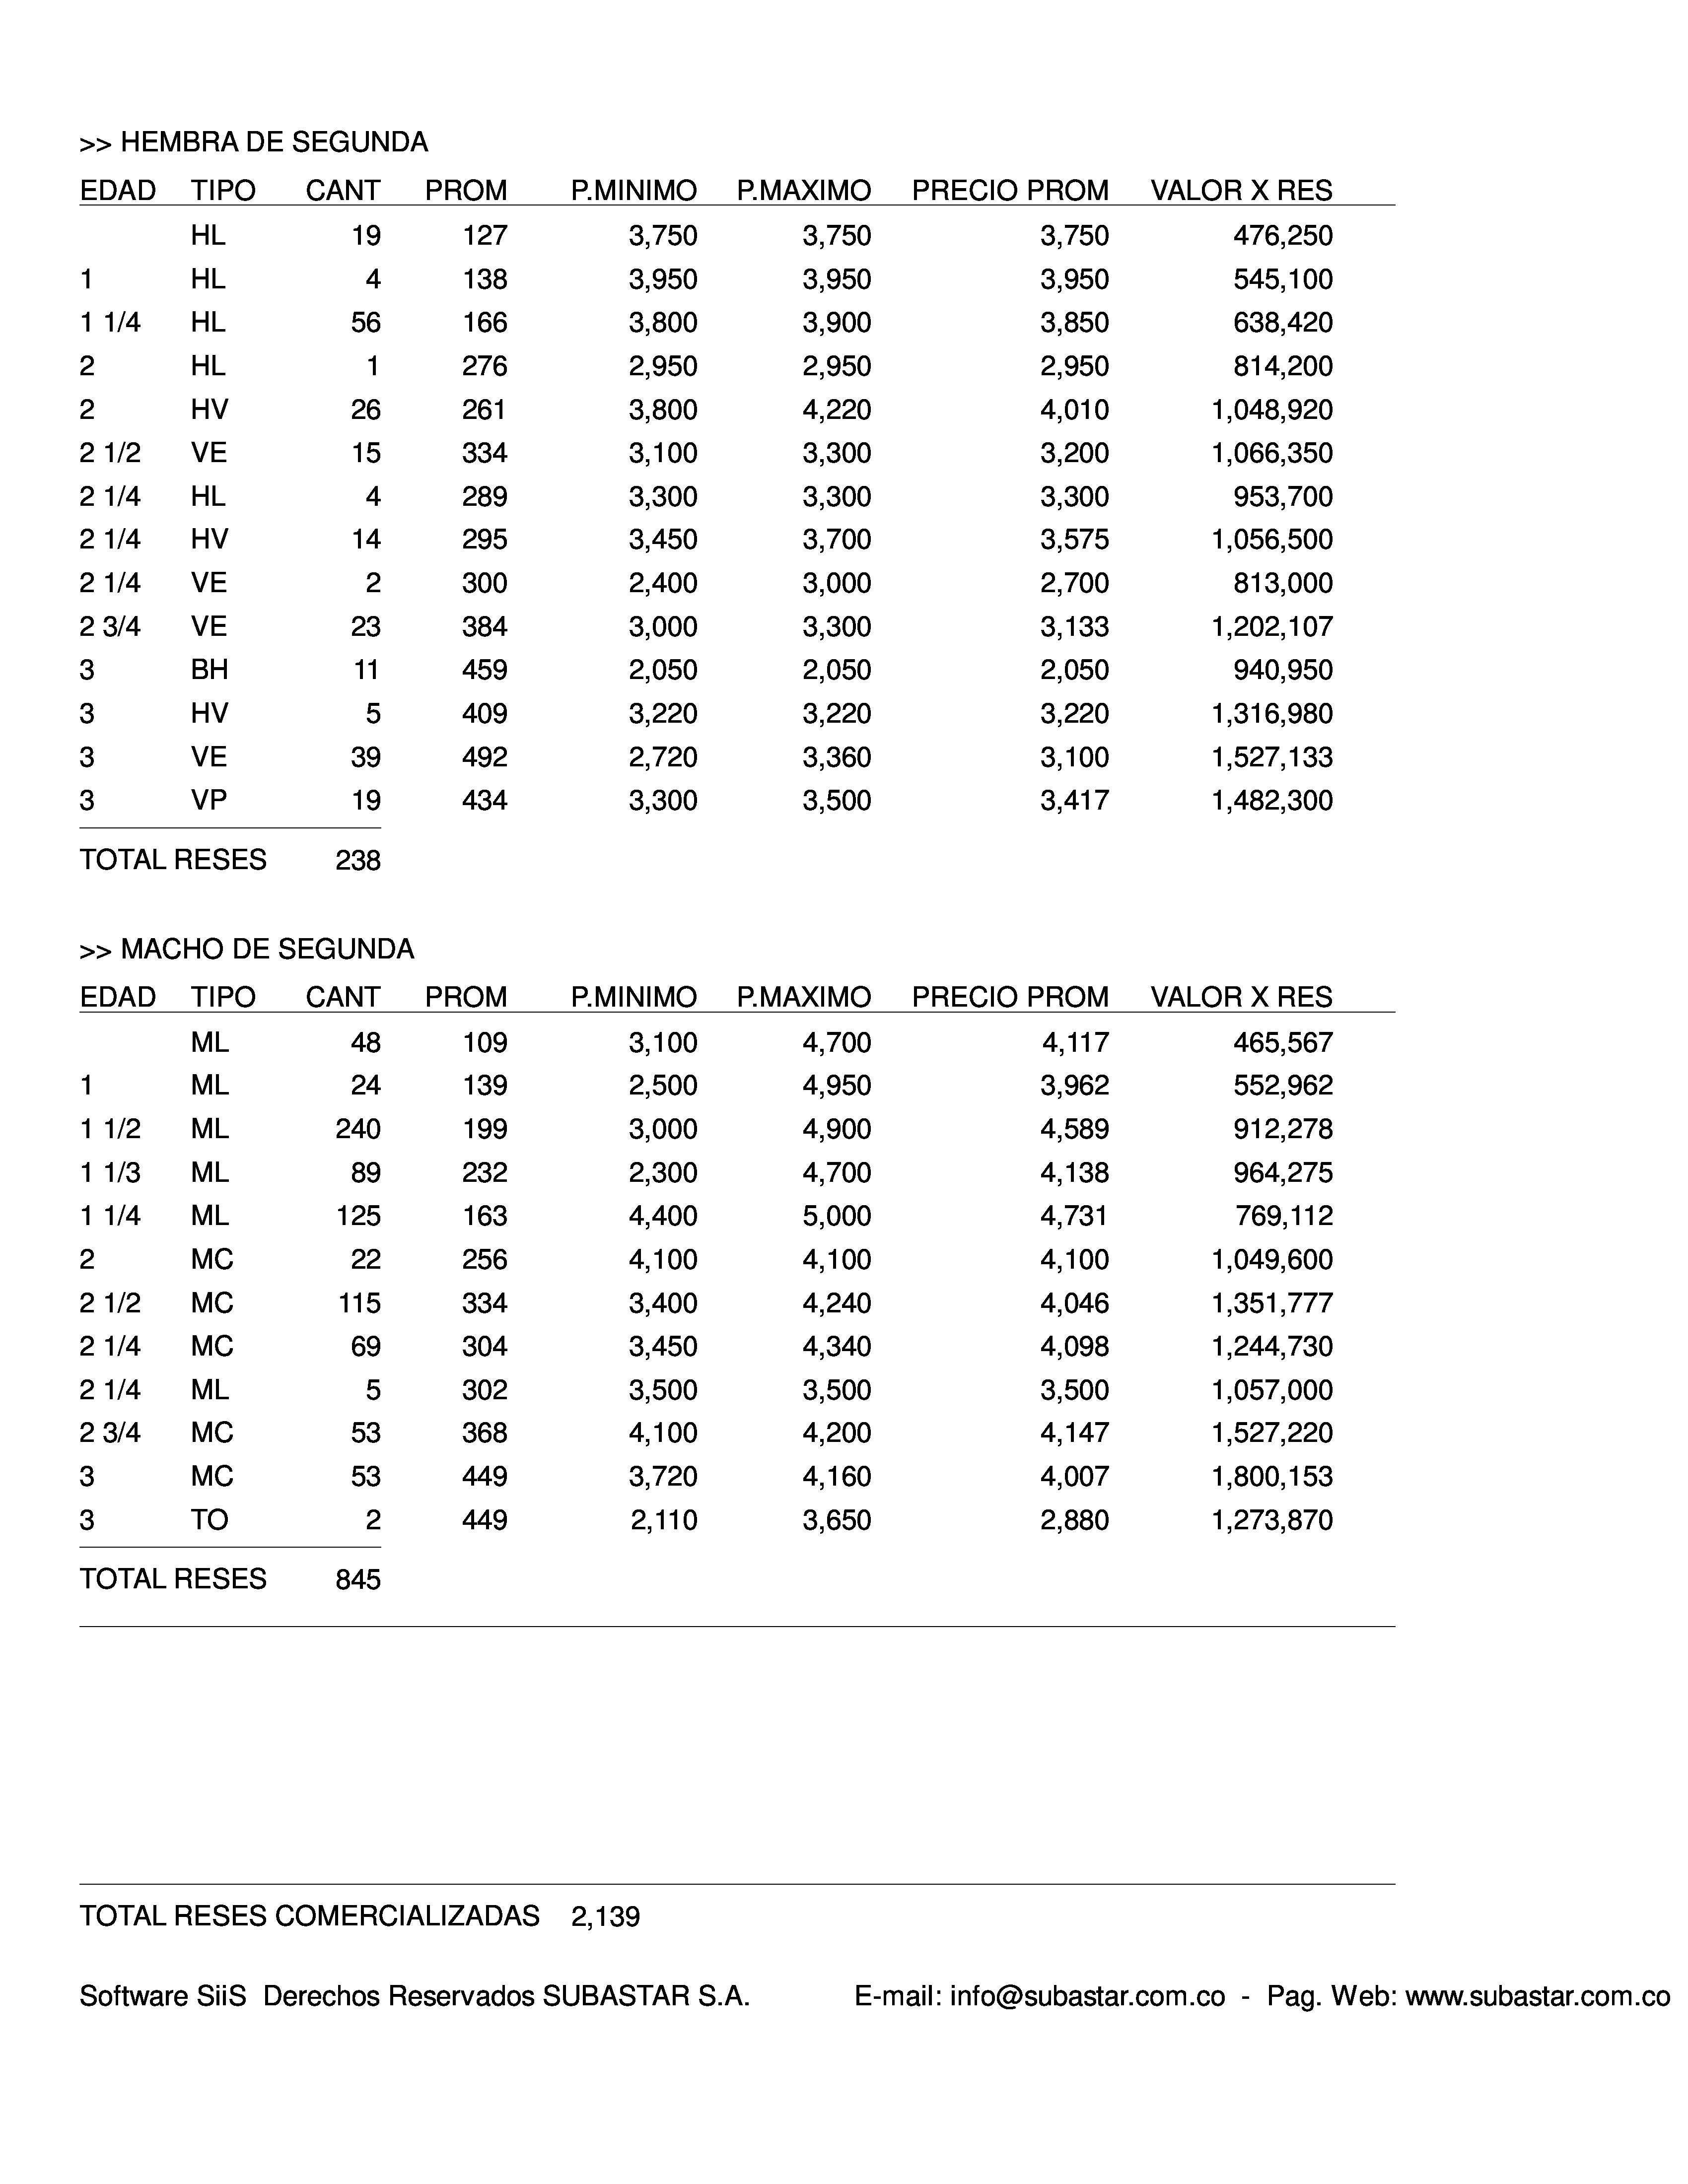 >> HEMBRA DE SEGUNDA
EDAD TIPO CANT PROM P.MINIMO P.MAXIMO PRECIO PROM VALOR X RES
HL 19 127 3,750 3,750 3,750 476,250
1 HL 4 138 3,950 3,950 3,950 545,100
1 1/4 HL 56 166 3,800 3,900 3,850 638,420
2 HL 1 276 2,950 2,950 2,950 814,200
2 HV 26 261 3,800 4,220 4,010 1,048,920
2 1/2 VE 15 334 3,100 3,300 3,200 1,066,350
2 1/4 HL 4 289 3,300 3,300 3,300 953,700
2 1/4 HV 14 295 3,450 3,700 3,575 1,056,500
2 1/4 VE 2 300 2,400 3,000 2,700 813,000
2 3/4 VE 23 384 3,000 3,300 3,133 1,202,107
3 BH 11 459 2,050 2,050 2,050 940,950
3 HV 5 409 3,220 3,220 3,220 1,316,980
3 VE 39 492 2,720 3,360 3,100 1,527,133
3 VP 19 434 3,300 3,500 3,417 1,482,300
TOTAL RESES 238
>> MACHO DE SEGUNDA
EDAD TIPO CANT PROM P.MINIMO P.MAXIMO PRECIO PROM VALOR X RES
ML 48 109 3,100 4,700 4,117 465,567
1 ML 24 139 2,500 4,950 3,962 552,962
1 1/2 ML 240 199 3,000 4,900 4,589 912,278
1 1/3 ML 89 232 2,300 4,700 4,138 964,275
1 1/4 ML 125 163 4,400 5,000 4,731 769,112
2 MC 22 256 4,100 4,100 4,100 1,049,600
2 1/2 MC 115 334 3,400 4,240 4,046 1,351,777
2 1/4 MC 69 304 3,450 4,340 4,098 1,244,730
2 1/4 ML 5 302 3,500 3,500 3,500 1,057,000
2 3/4 MC 53 368 4,100 4,200 4,147 1,527,220
3 MC 53 449 3,720 4,160 4,007 1,800,153
3 TO 2 449 2,110 3,650 2,880 1,273,870
TOTAL RESES 845
TOTAL RESES COMERCIALIZADAS 2,139
Software SiiS Derechos Reservados SUBASTAR S.A. E-mail: info@subastar.com.co - Pag. Web: www.subastar.com.co